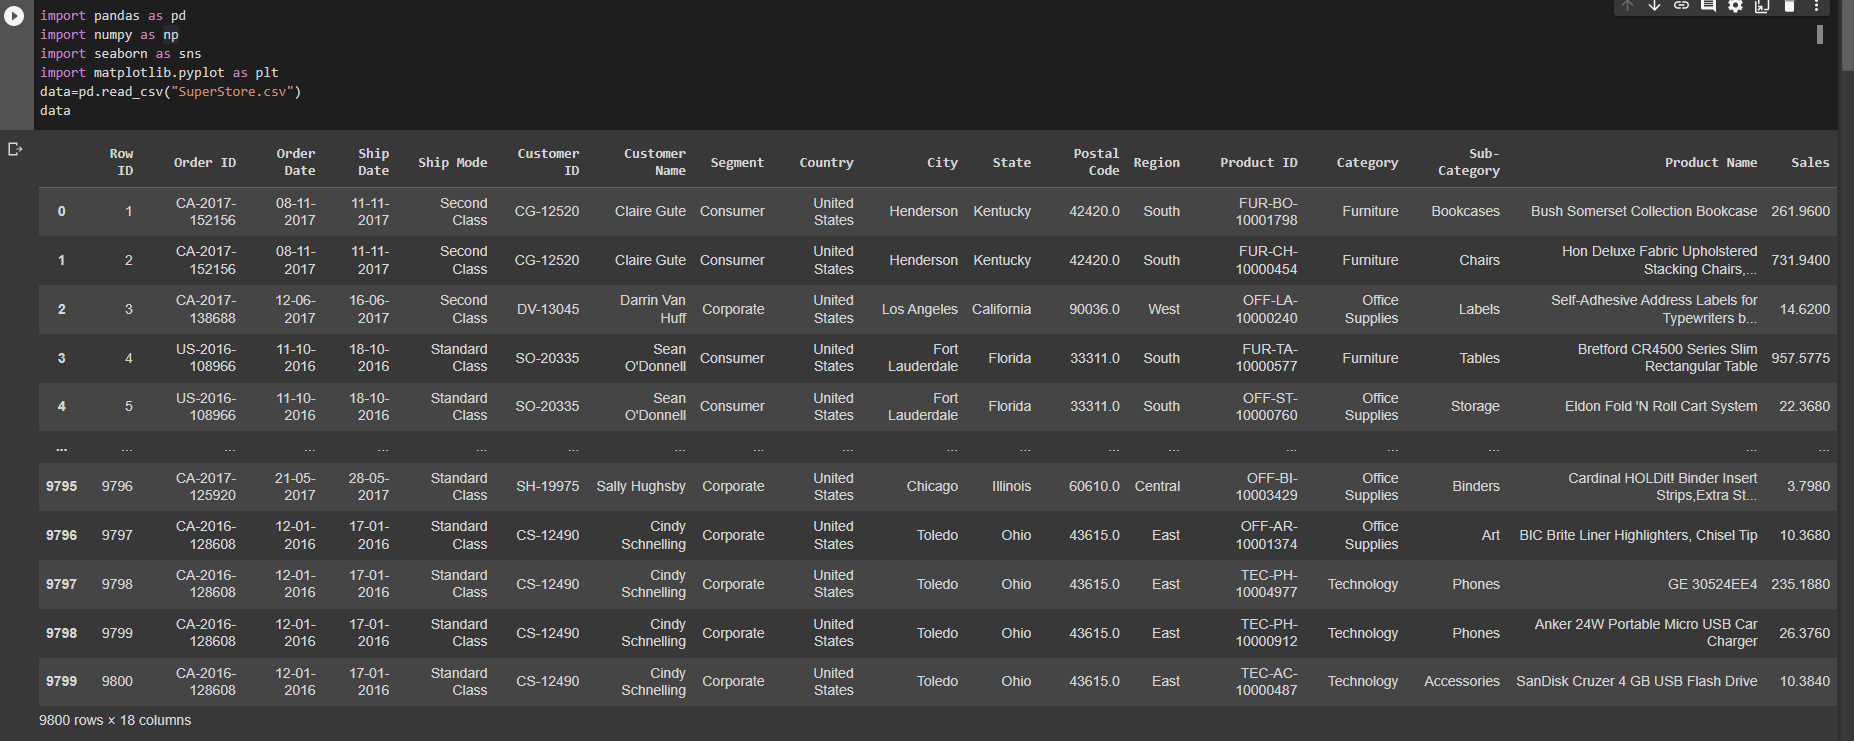 import pandas as pd
import numpy as np
import seaborn as sns
import matplotlib.pyplot as plt
data=pd.read_csv("SuperStore.csv")
data
Row ID Order ID Order Date Ship Date Ship Mode Customer ID Customer Name Segment Country City State Postal Code Region Product ID Category Sub-Category Product Name Sales
0 1 CA-2017-152156 08-11-2017 11-11-2017 Second Class CG-12520 Claire Gute Consumer United States Henderson Kentucky 42420.0 South FUR-BO-10001798 Furniture Bookcases Bush Somerset Collection Bookcase 261.9600
1 2 CA-2017-152156 08-11-2017 11-11-2017 Second Class CG-12520 Claire Gute Consumer United States Henderson Kentucky 42420.0 South FUR-CH-10000454 Furniture Chairs Hon Deluxe Fabric Upholstered Stacking Chairs,... 731.9400
2 3 CA-2017-138688 12-06-2017 16-06-2017 Second Class DV-13045 Darrin Van Huff Corporate United States Los Angeles California 90036.0 West OFF-LA-10000240 Office Supplies Labels Self-Adhesive Address Labels for Typewriters b... 14.6200
3 4 US-2016-108966 11-10-2016 18-10-2016 Standard Class SO-20335 Sean O'Donnell Consumer United States Fort Lauderdale Florida 33311.0 South FUR-TA-10000577 Furniture Tables Bretford CR4500 Series Slim Rectangular Table 957.5775
4 5 US-2016-108966 11-10-2016 18-10-2016 Standard Class SO-20335 Sean O'Donnell Consumer United States Fort Lauderdale Florida 33311.0 South OFF-ST-10000760 Office Supplies Storage Eldon Fold 'N Roll Cart System 22.3680
... ... ... ... ... ... ... ... ... ... ... ... ... ... ... ... ... ... ...
9795 9796 CA-2017-125920 21-05-2017 28-05-2017 Standard Class SH-19975 Sally Hughsby Corporate United States Chicago Illinois 60610.0 Central OFF-BI-10003429 Office Supplies Binders Cardinal HOLDit! Binder Insert Strips,Extra St... 3.7980
9796 9797 CA-2016-128608 12-01-2016 17-01-2016 Standard Class CS-12490 Cindy Schnelling Corporate United States Toledo Ohio 43615.0 East OFF-AR-10001374 Office Supplies Art BIC Brite Liner Highlighters, Chisel Tip 10.3680
9797 9798 CA-2016-128608 12-01-2016 17-01-2016 Standard Class CS-12490 Cindy Schnelling Corporate United States Toledo Ohio 43615.0 East TEC-PH-10004977 Technology Phones GE 30524EE4 235.1880
9798 9799 CA-2016-128608 12-01-2016 17-01-2016 Standard Class CS-12490 Cindy Schnelling Corporate United States Toledo Ohio 43615.0 East TEC-PH-10000912 Technology Phones Anker 24W Portable Micro USB Car Charger 26.3760
9799 9800 CA-2016-128608 12-01-2016 17-01-2016 Standard Class CS-12490 Cindy Schnelling Corporate United States Toledo Ohio 43615.0 East TEC-AC-10000487 Technology Accessories SanDisk Cruzer 4 GB USB Flash Drive 10.3840
9800 rows × 18 columns